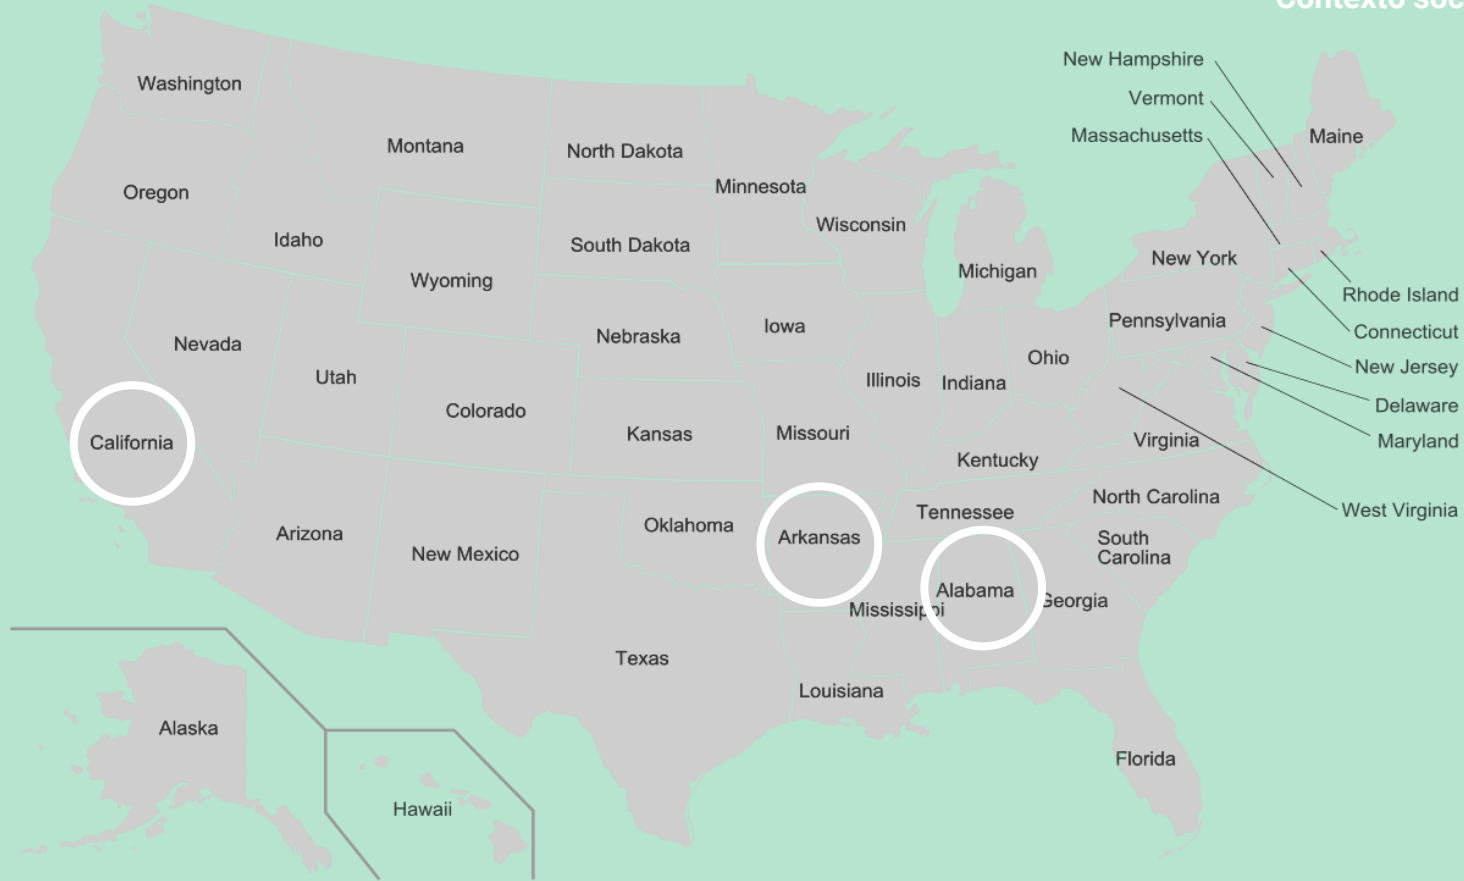 Contexto soc
New Hampshire
Vermont
Massachusetts
Maine
Washington
Montana
North Dakota
Minnesota
Oregon
Idaho
South Dakota
Wisconsin
Wyoming
Michigan
New York
Rhode Island
Nevada
Nebraska
Iowa
Pennsylvania
Connecticut
Utah
Illinois
Indiana
Ohio
New Jersey
Colorado
Delaware
California
Kansas
Missouri
Virginia
Maryland
Kentucky
Arizona
New Mexico
Oklahoma
Arkansas
Tennessee
North Carolina
West Virginia
South
Carolina
Mississippi
Alabama
Georgia
Texas
Louisiana
Alaska
Florida
Hawaii